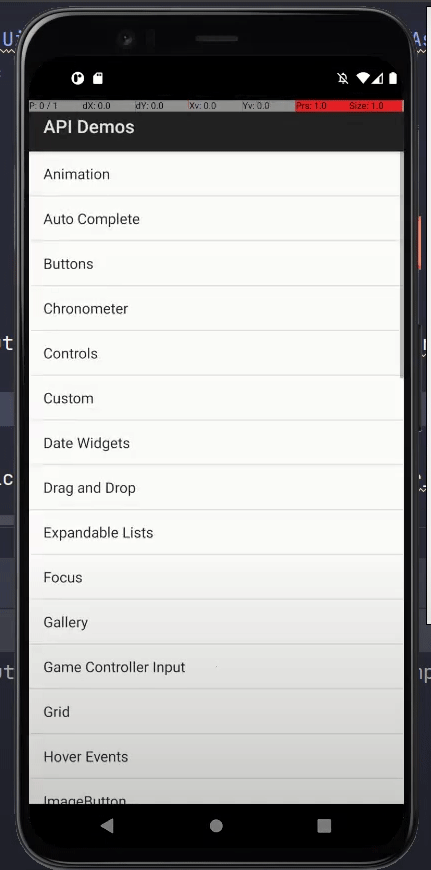 P: 0 / 1 dX: 0.0 dY: 0.0 Xv: 0.0 Yv: 0.0 Prs: 1.0 Size: 1.0
API Demos
Animation
Auto Complete
Buttons
Chronometer
Controls
Custom
Date Widgets
Drag and Drop
Expandable Lists
Focus
Gallery
Game Controller Input
Grid
Hover Events
ImageButton